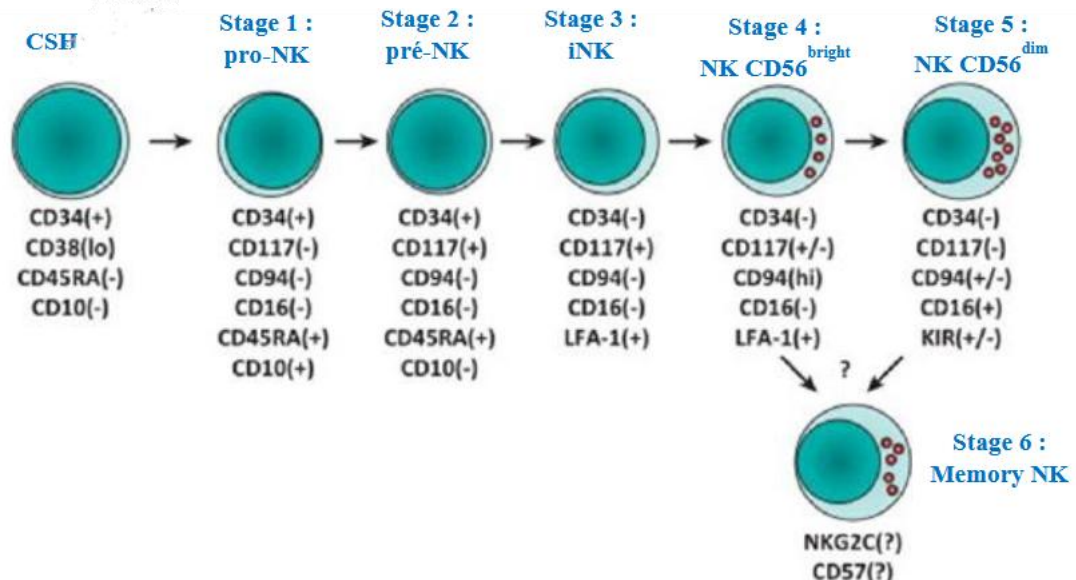 CSH
Stage 1 :
pro-NK
Stage 2 :
pré-NK
Stage 3 :
iNK
Stage 4 :
NK CD56bright
Stage 5 :
NK CD56dim
CD34(+)
CD38(lo)
CD45RA(-)
CD10(-)
CD34(+)
CD117(-)
CD94(-)
CD16(-)
CD45RA(+)
CD10(+)
CD34(+)
CD117(+)
CD94(-)
CD16(-)
CD45RA(+)
CD10(-)
CD34(-)
CD117(+)
CD94(-)
CD16(-)
LFA-1(+)
CD34(-)
CD117(+/-)
CD94(hi)
CD16(-)
LFA-1(+)
CD34(-)
CD117(-)
CD94(+/-)
CD16(+)
KIR(+/-)
?
Stage 6 :
Memory NK
NKG2C(?)
CD57(?)